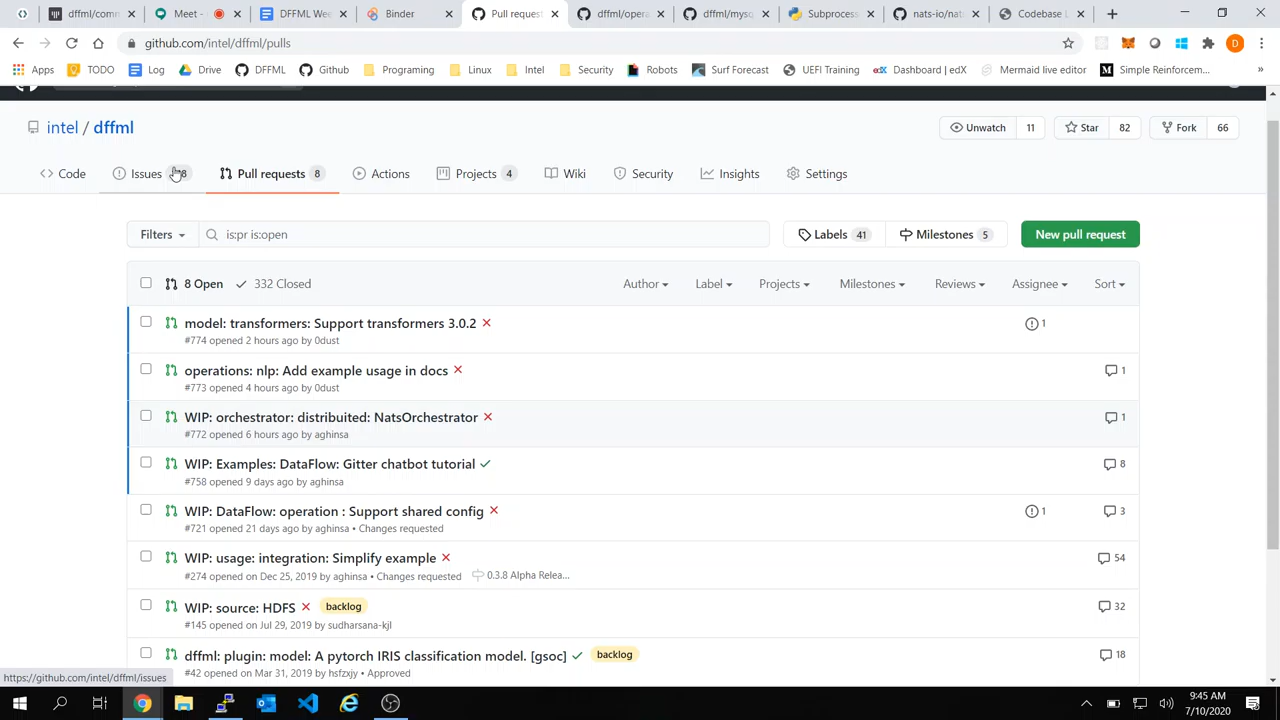 dffml/comm
Meet -
DFFML Wee
Binder
Pull request
dffml/opera
dffml/mysq
Subprocess
nats-io/nat
Codebase L
github.com/intel/dffml/pulls
D
Apps
TODO
Log
Drive
DFFML
Github
Programing
Linux
Intel
Security
Robots
Surf Forecast
UEFI Training
edX
Dashboard | edX
Mermaid live editor
Simple Reinforcem...
»
intel / dffml
Unwatch 11
Star 82
Fork 66
<> Code
Issues
Pull requests 8
Actions
Projects 4
Wiki
Security
Insights
Settings
Filters
is:pr is:open
Labels 41
Milestones 5
New pull request
8 Open
332 Closed
Author
Label
Projects
Milestones
Reviews
Assignee
Sort
model: transformers: Support transformers 3.0.2
1
#774 opened 2 hours ago by 0dust
operations: nlp: Add example usage in docs
1
#773 opened 4 hours ago by 0dust
WIP: orchestrator: distribuited: NatsOrchestrator
1
#772 opened 6 hours ago by aghinsa
WIP: Examples: DataFlow: Gitter chatbot tutorial
8
#758 opened 9 days ago by aghinsa
WIP: DataFlow: operation : Support shared config
1
3
#721 opened 21 days ago by aghinsa • Changes requested
WIP: usage: integration: Simplify example
54
#274 opened on Dec 25, 2019 by aghinsa • Changes requested
0.3.8 Alpha Relea...
WIP: source: HDFS
backlog
32
#145 opened on Jul 29, 2019 by sudharsana-kjl
dffml: plugin: model: A pytorch IRIS classification model. [gsoc]
backlog
18
#42 opened on Mar 31, 2019 by hsfzxjy • Approved
https://github.com/intel/dffml/issues
9:45 AM
7/10/2020